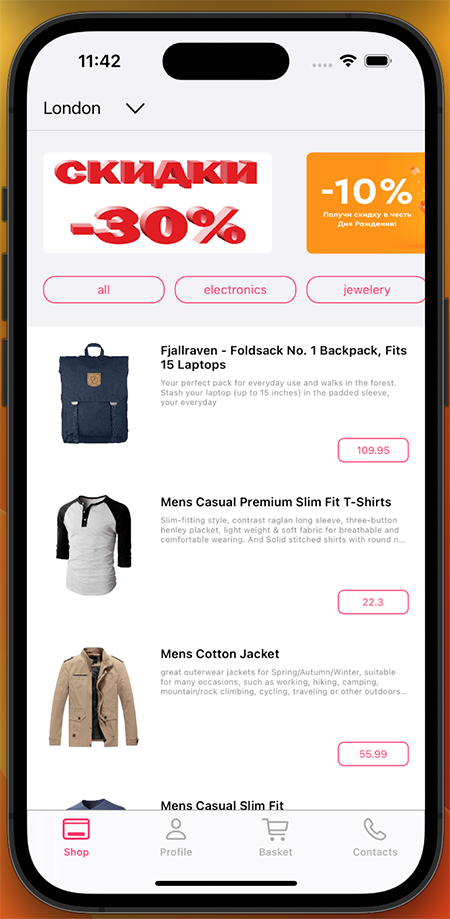 11:42
London
СКИДКИ
-30%
-10%
Получи скидку в честь
Дня Рождения!
all
electronics
jewelery
Fjallraven - Foldsack No. 1 Backpack, Fits
15 Laptops
Your perfect pack for everyday use and walks in the forest.
Stash your laptop (up to 15 inches) in the padded sleeve,
your everyday
109.95
Mens Casual Premium Slim Fit T-Shirts
Slim-fitting style, contrast raglan long sleeve, three-button
henley placket, light weight & soft fabric for breathable and
comfortable wearing. And Solid stitched shirts with round n...
22.3
Mens Cotton Jacket
great outerwear jackets for Spring/Autumn/Winter, suitable
for many occasions, such as working, hiking, camping,
mountain/rock climbing, cycling, traveling or other outdoors...
55.99
Mens Casual Slim Fit
Shop
Profile
Basket
Contacts